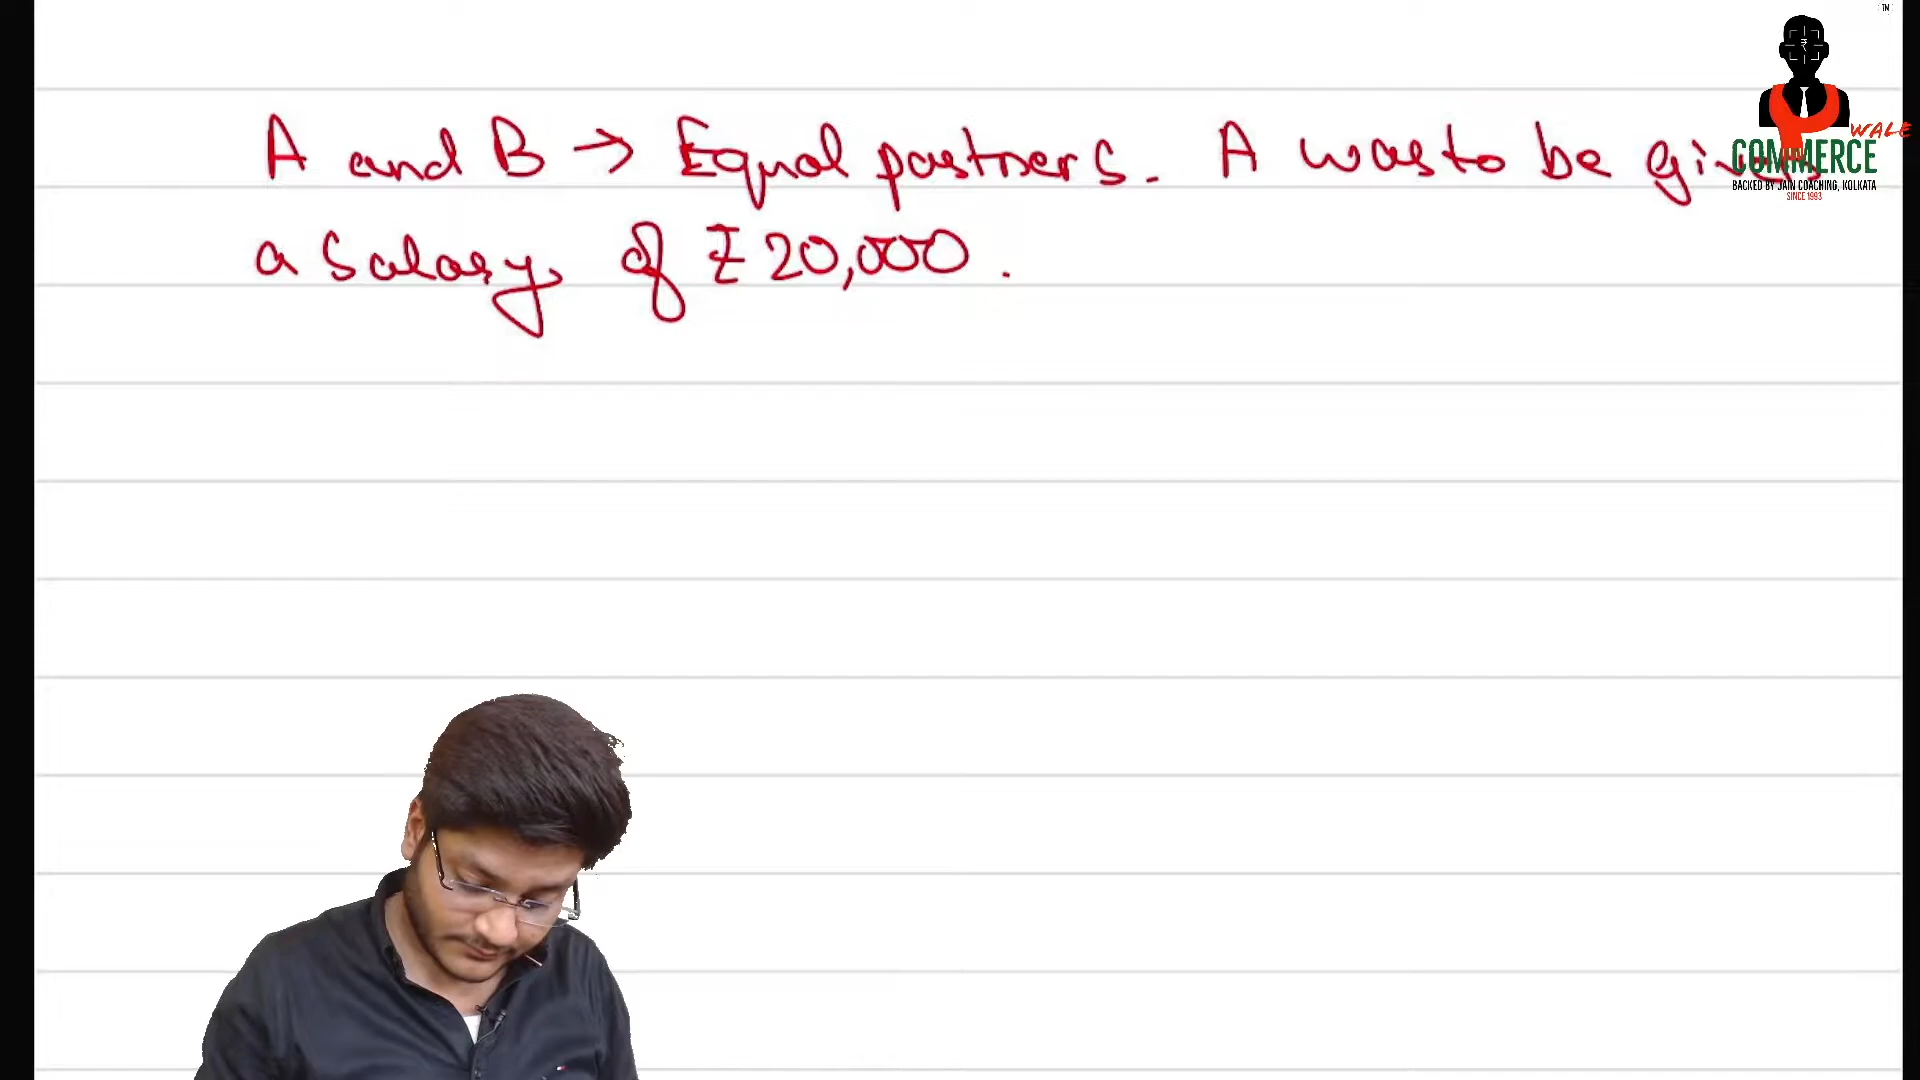 A and B → Equal partners. A was to be given
a salary of ₹ 20,000.
TM
WALE
COMMERCE
BACKED BY JAIN COACHING, KOLKATA
SINCE 1993